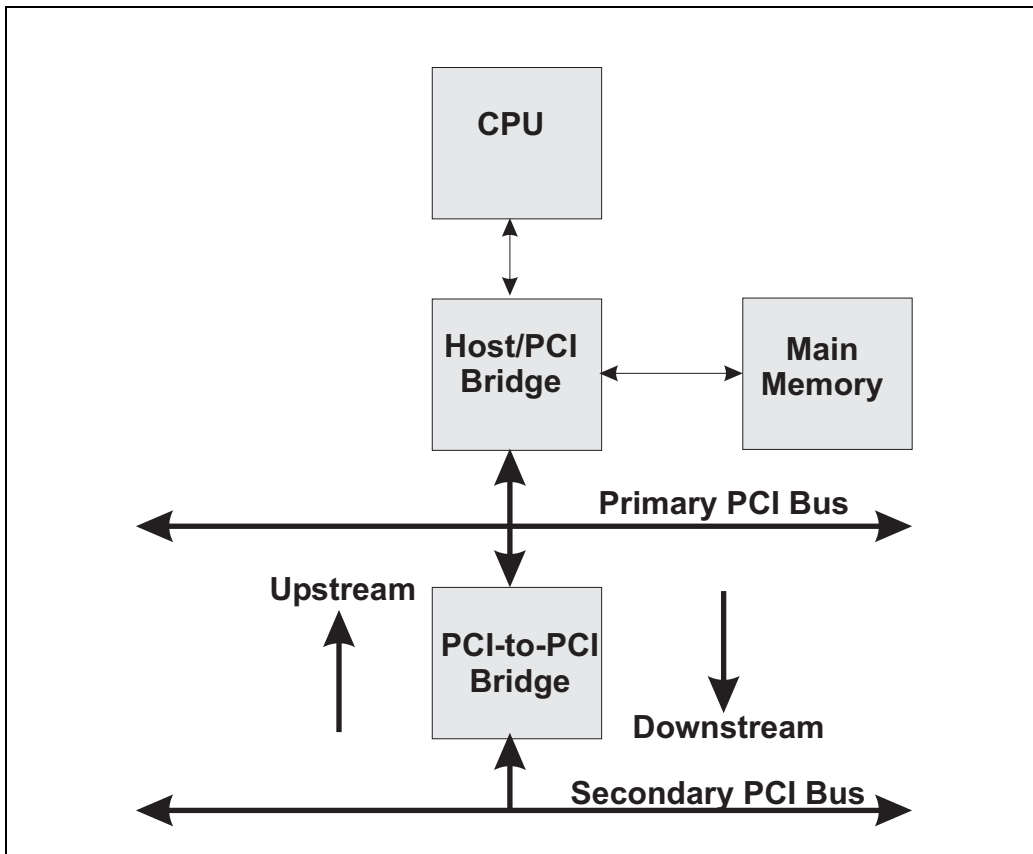 CPU
Host/PCI
Bridge
Main
Memory
Primary PCI Bus
Upstream
PCI-to-PCI
Bridge
Downstream
Secondary PCI Bus